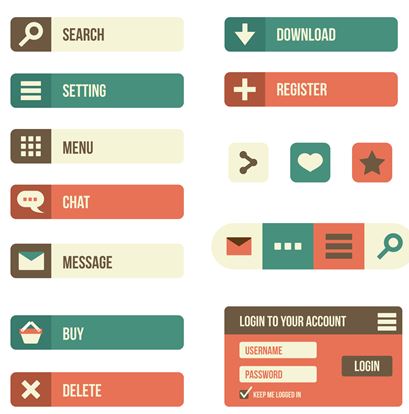 SEARCH
SETTING
MENU
CHAT
MESSAGE
BUY
DELETE
DOWNLOAD
REGISTER
LOGIN TO YOUR ACCOUNT
USERNAME
PASSWORD
LOGIN
KEEP ME LOGGED IN